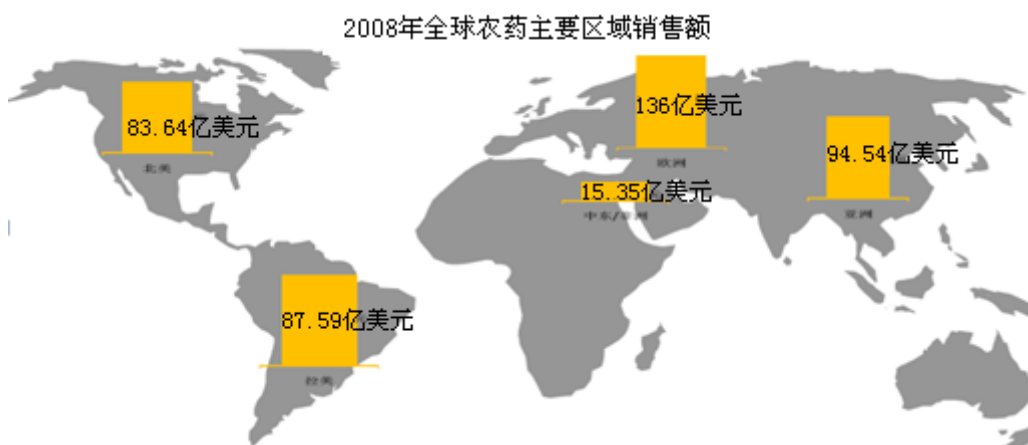 2008年全球农药主要区域销售额
136亿美元
欧洲
83.64亿美元
北美
94.54亿美元
亚洲
15.35亿美元
中东/非洲
87.59亿美元
拉美